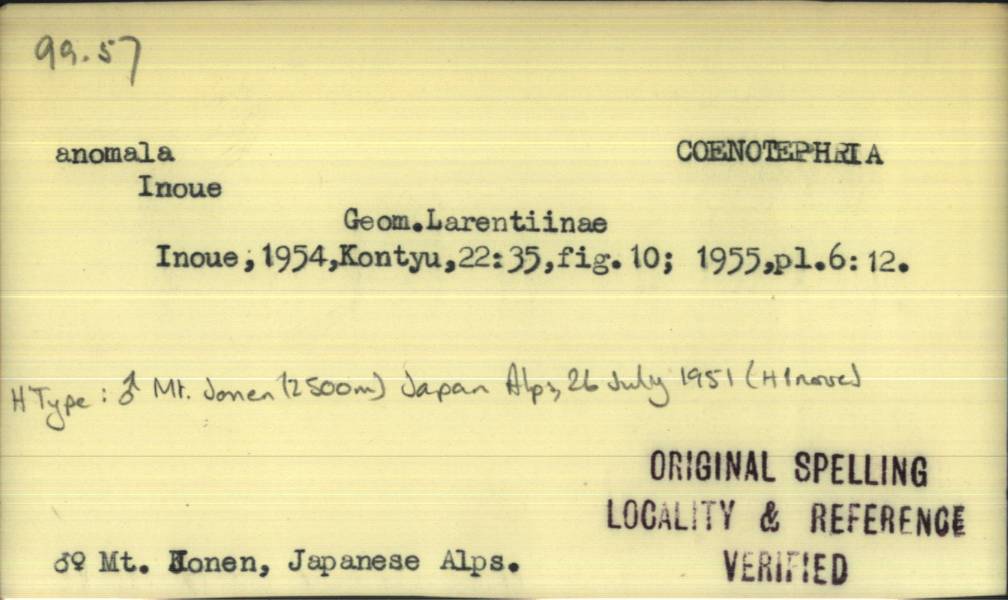 99.57
anomala COENOTEPHRIA
Inoue
Geom.Larentiinae
Inoue,1954,Kontyu,22:35,fig.10; 1955,pl.6:12.
H Type: ♂ Mt. Jonen (2500m) Japan Alps, 26 July 1951 (H Inoue)
ORIGINAL SPELLING
LOCALITY & REFERENCE
VERIFIED
♂♀ Mt. Jonen, Japanese Alps.